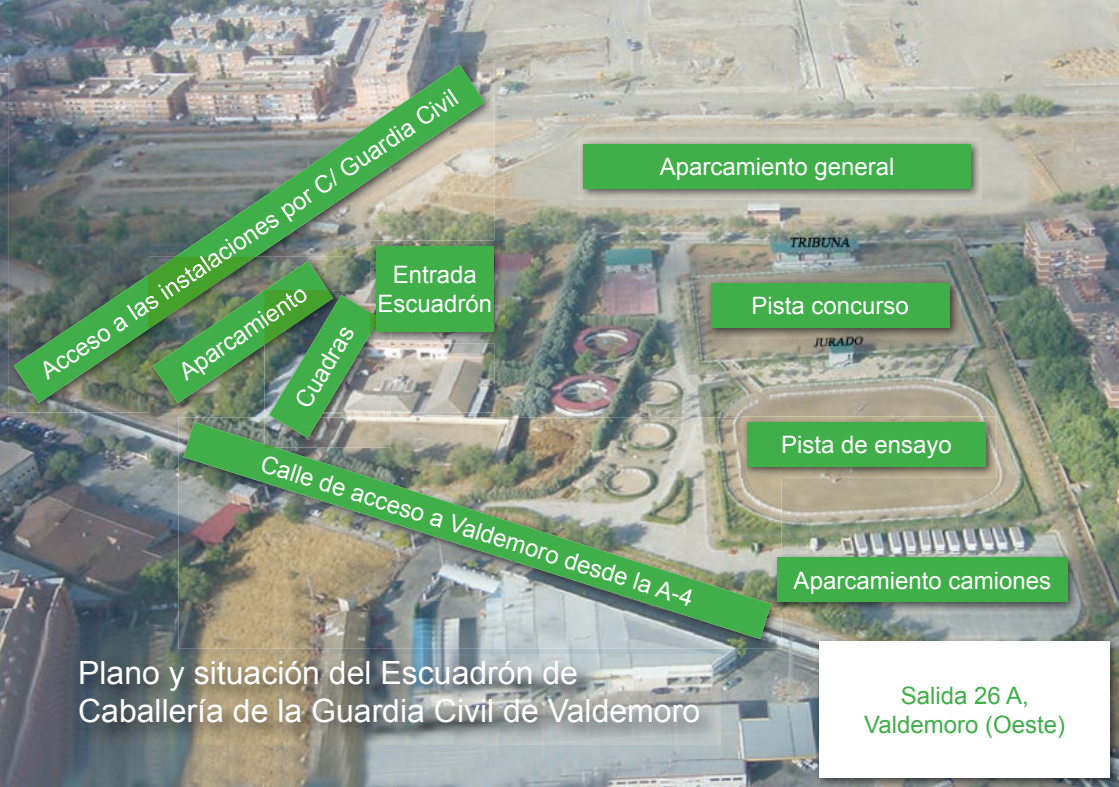 Acceso a las instalaciones por C/ Guardia Civil
Aparcamiento general
TRIBUNA
Entrada
Escuadrón
Aparcamiento
Cuadras
Pista concurso
JURADO
Pista de ensayo
Calle de acceso a Valdemoro desde la A-4
Aparcamiento camiones
Plano y situación del Escuadrón de
Caballería de la Guardia Civil de Valdemoro
Salida 26 A,
Valdemoro (Oeste)